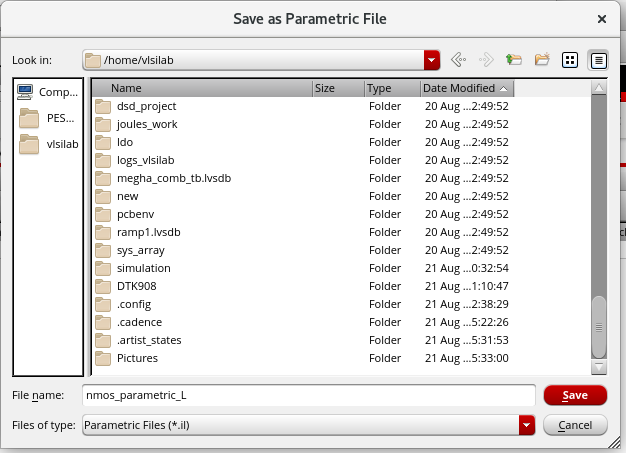 Save as Parametric File
Look in: /home/vlsilab
Comp...
PES...
vlsilab
Name Size Type Date Modified
dsd_project Folder 20 Aug ...2:49:52
joules_work Folder 20 Aug ...2:49:52
ldo Folder 20 Aug ...2:49:52
logs_vlsilab Folder 20 Aug ...2:49:52
megha_comb_tb.lvsdb Folder 20 Aug ...2:49:52
new Folder 20 Aug ...2:49:52
pcbenv Folder 20 Aug ...2:49:52
ramp1.lvsdb Folder 20 Aug ...2:49:52
sys_array Folder 20 Aug ...2:49:52
simulation Folder 21 Aug ...0:32:54
DTK908 Folder 21 Aug ...1:10:47
.config Folder 21 Aug ...2:38:29
.cadence Folder 21 Aug ...5:22:26
.artist_states Folder 21 Aug ...5:31:53
Pictures Folder 21 Aug ...5:33:00
File name: nmos_parametric_L Save
Files of type: Parametric Files (*.il) Cancel